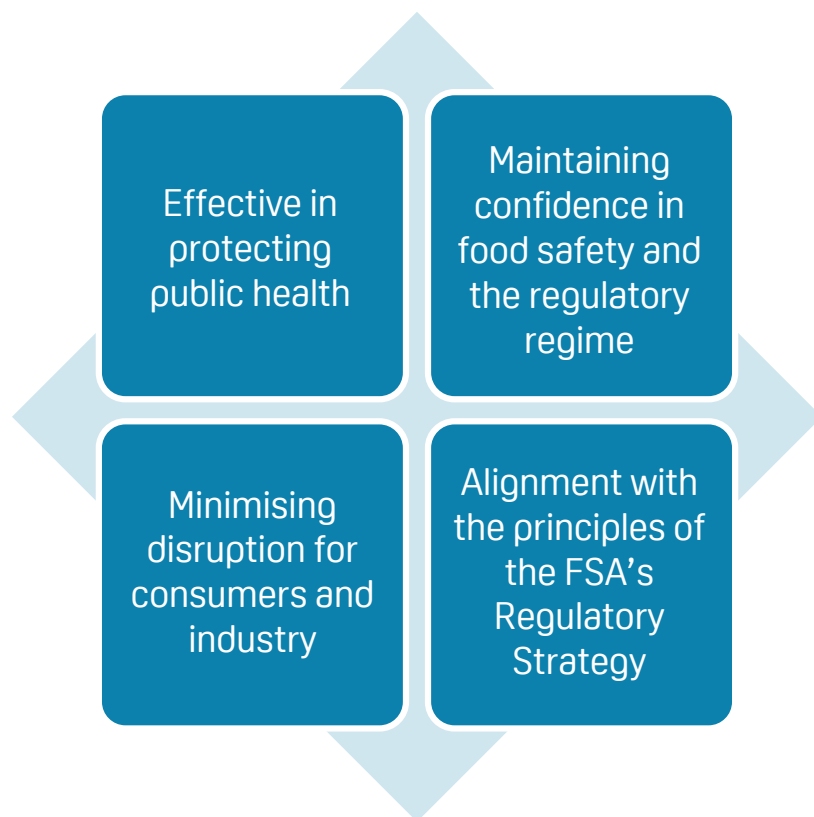 Effective in
protecting
public health
Maintaining
confidence in
food safety and
the regulatory
regime
Minimising
disruption for
consumers and
industry
Alignment with
the principles of
the FSA’s
Regulatory
Strategy